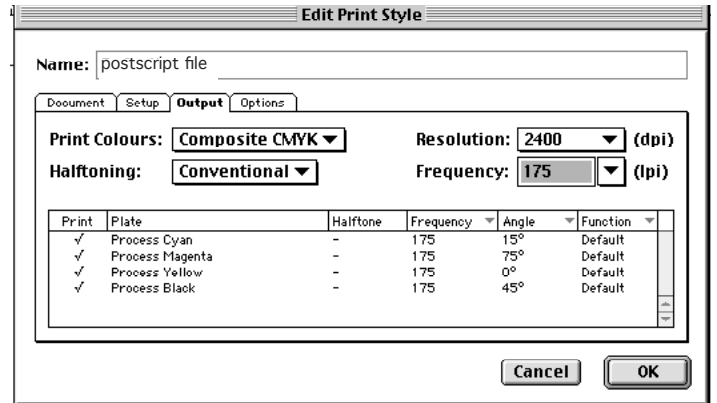 Edit Print Style
Name: postscript file
Document Setup Output Options
Print Colours: Composite CMYK Resolution: 2400 (dpi)
Halftoning: Conventional Frequency: 175 (lpi)
Print Plate Halftone Frequency Angle Function
✓ Process Cyan – 175 15° Default
✓ Process Magenta – 175 75° Default
✓ Process Yellow – 175 0° Default
✓ Process Black – 175 45° Default
Cancel OK